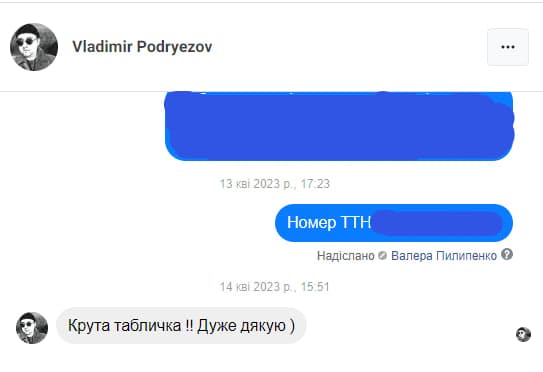 Vladimir Podryezov
13 кві 2023 р., 17:23
Номер ТТН
Надіслано Валера Пилипенко
14 кві 2023 р., 15:51
Крута табличка !! Дуже дякую )